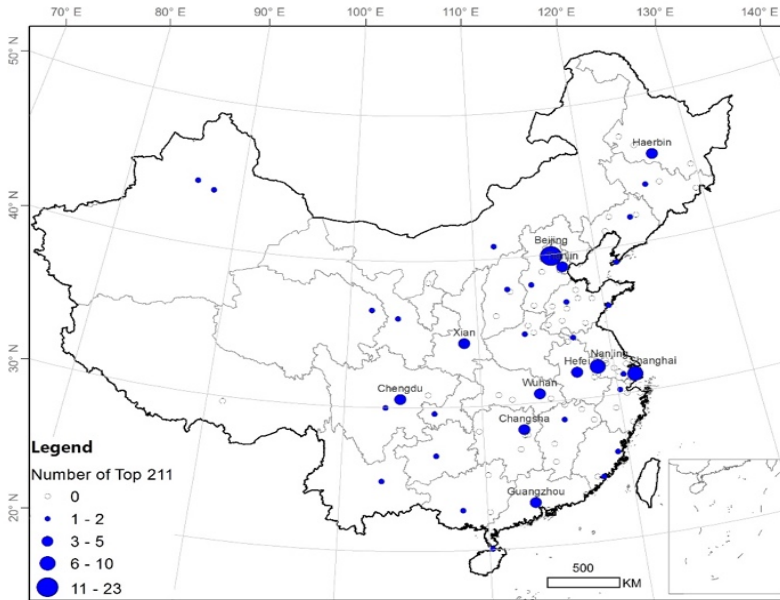 70° E 80° E 90° E 100° E 110° E 120° E 130° E 140° E
50° N
40° N
30° N
20° N
Haerbin
Beijing
Xian
Nanjing
Hefei
Shanghai
Chengdu
Wuhan
Changsha
Guangzhou
Legend
Number of Top 211
0
1 - 2
3 - 5
6 - 10
11 - 23
500
KM